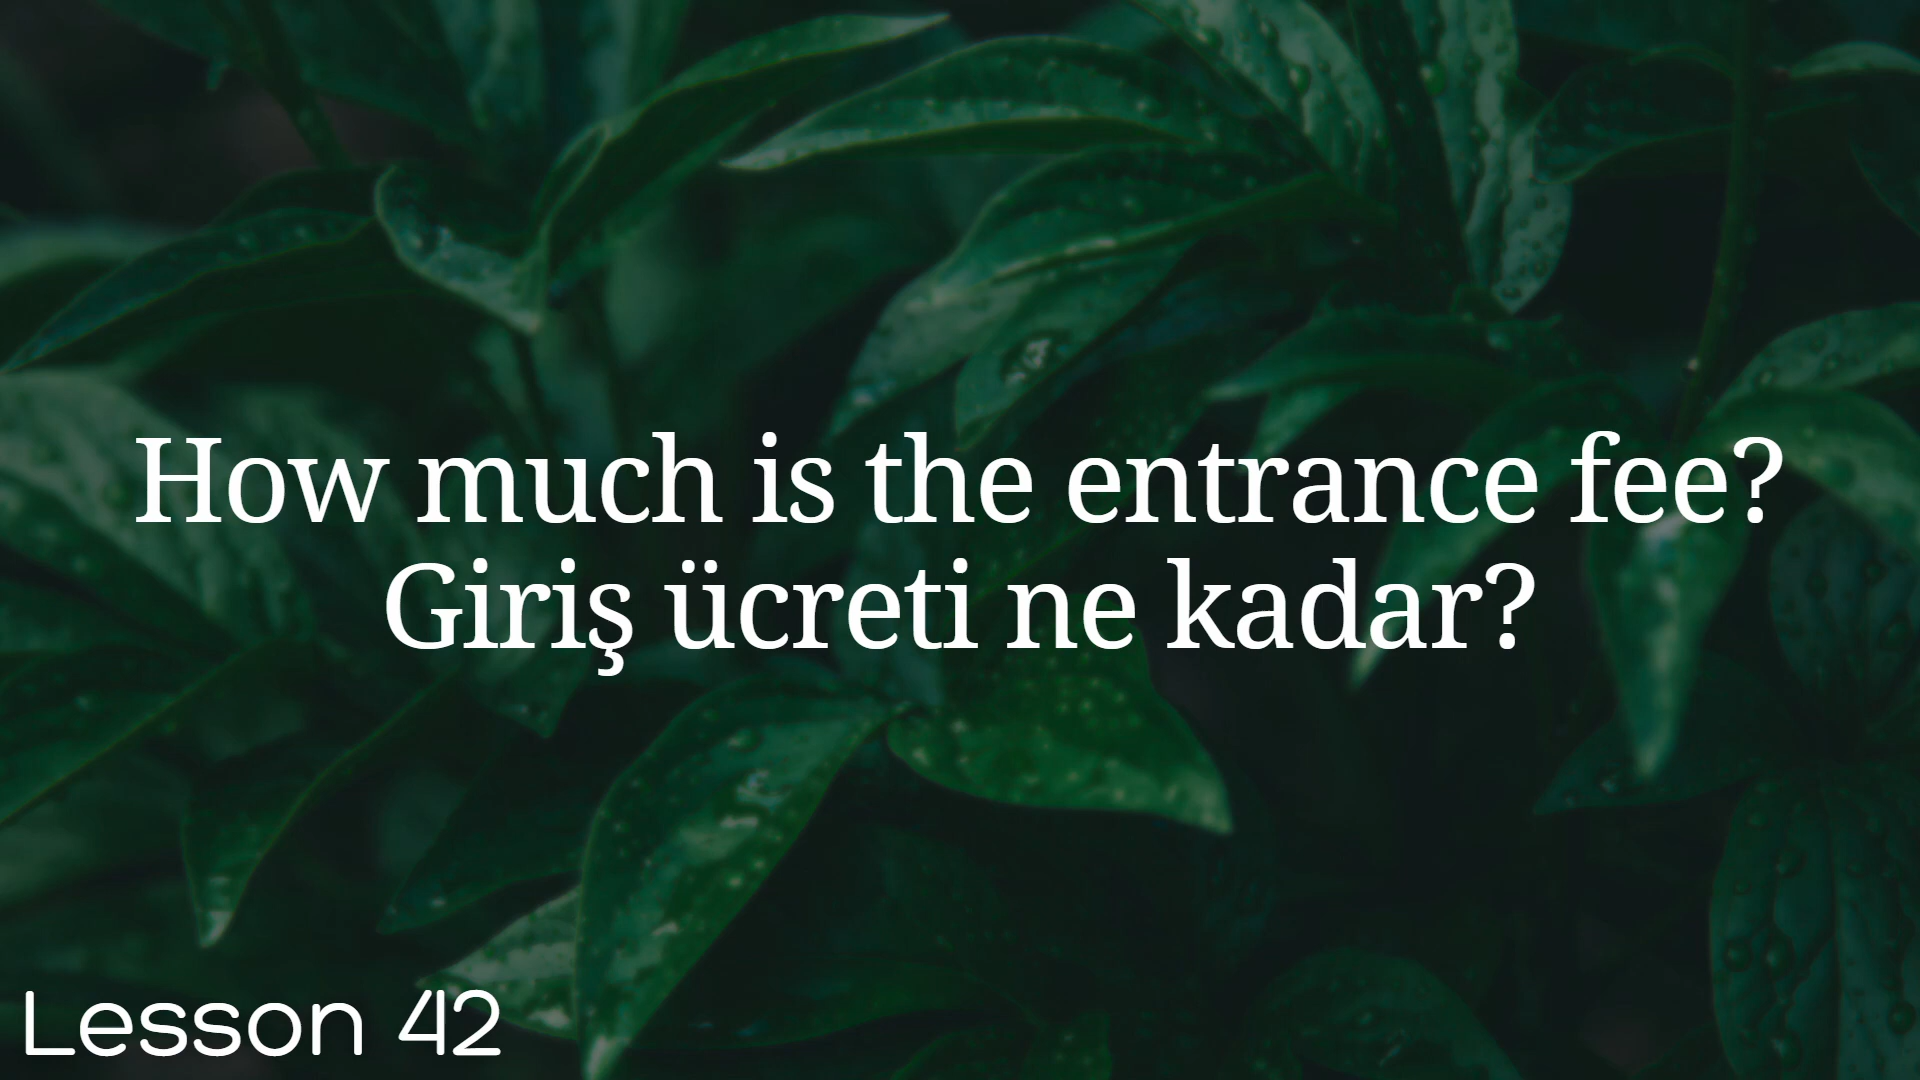 How much is the entrance fee?
Giriş ücreti ne kadar?
Lesson 42